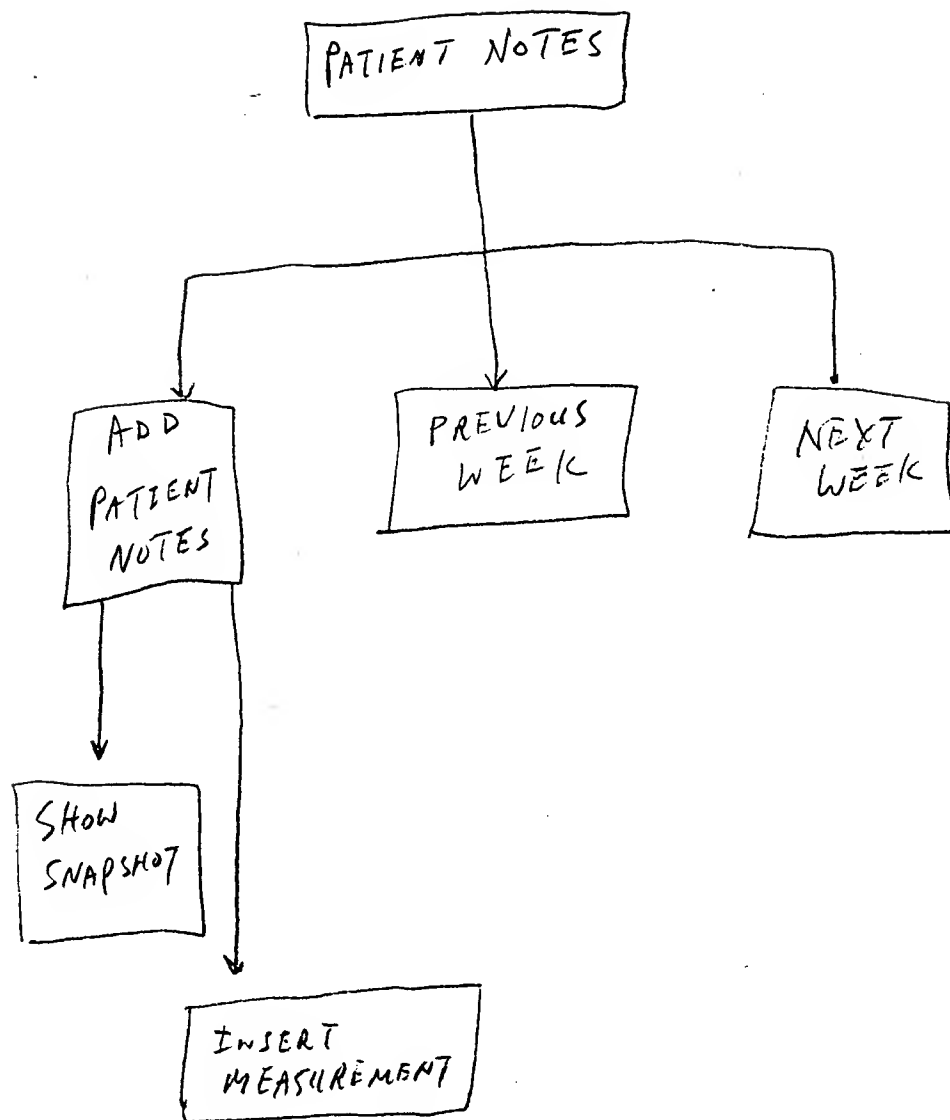 PATIENT NOTES
ADD
PATIENT
NOTES
PREVIOUS
WEEK
NEXT
WEEK
SHOW
SNAPSHOT
INSERT
MEASUREMENT